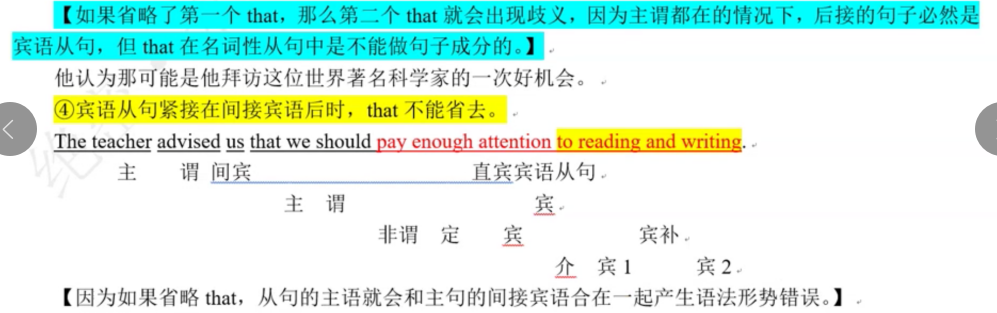 【如果省略了第一个 that，那么第二个 that 就会出现歧义，因为主谓都在的情况下，后接的句子必然是
宾语从句，但 that 在名词性从句中是不能做句子成分的。】
他认为那可能是他拜访这位世界著名科学家的一次好机会。
④宾语从句紧接在间接宾语后时，that 不能省去。
The teacher advised us that we should pay enough attention to reading and writing.
主 谓 间宾 直宾宾语从句
主 谓 宾
非谓 定 宾 宾补
介 宾 1 宾 2
【因为如果省略 that，从句的主语就会和主句的间接宾语合在一起产生语法形势错误。】